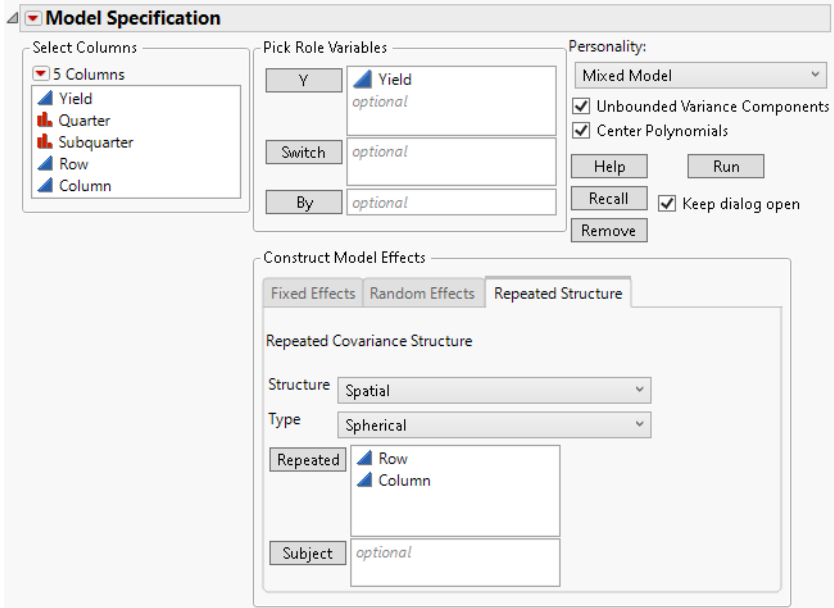 Model Specification
Select Columns
5 Columns
Yield
Quarter
Subquarter
Row
Column
Pick Role Variables
Y
Yield
optional
Switch
optional
By
optional
Personality:
Mixed Model
Unbounded Variance Components
Center Polynomials
Help Run
Recall Keep dialog open
Remove
Construct Model Effects
Fixed Effects Random Effects Repeated Structure
Repeated Covariance Structure
Structure Spatial
Type Spherical
Repeated Row
Column
Subject optional